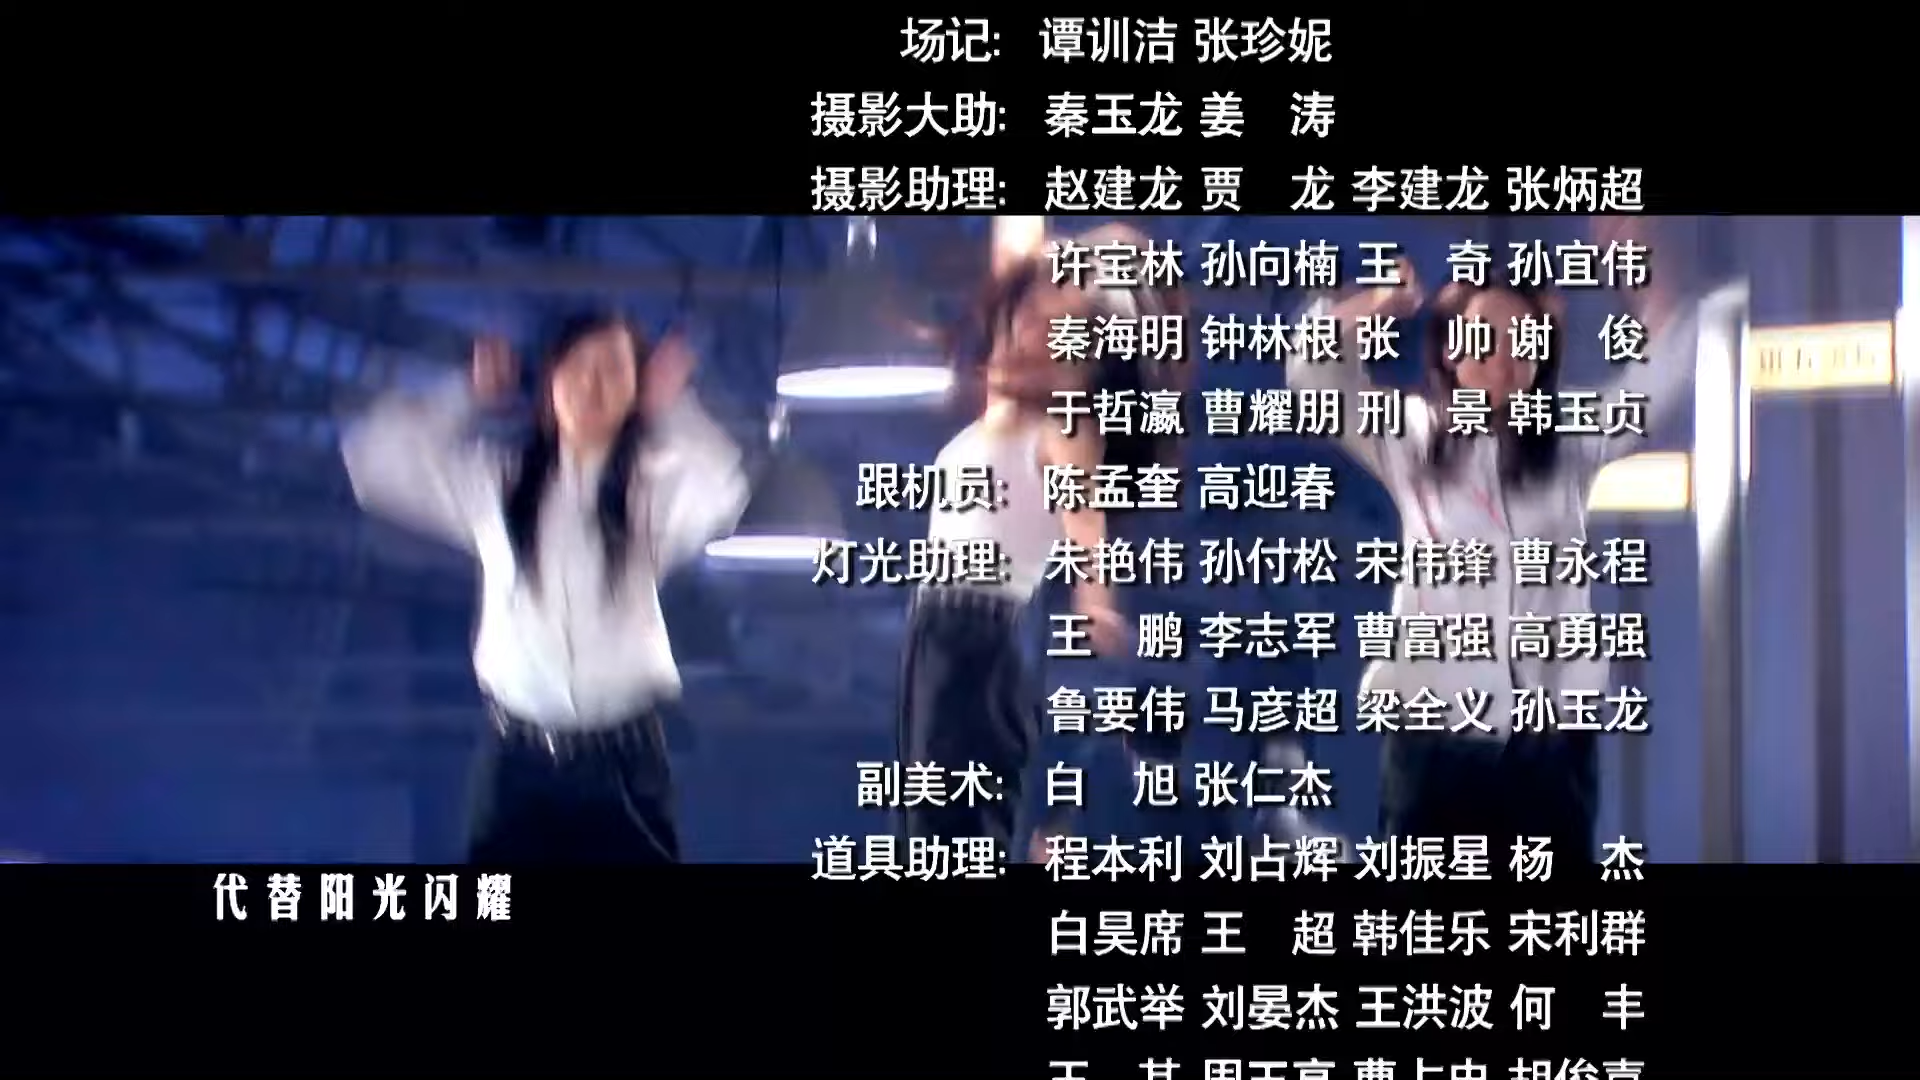 场记: 谭训洁 张珍妮
摄影大助: 秦玉龙 姜 涛
摄影助理: 赵建龙 贾 龙 李建龙 张炳超
许宝林 孙向楠 王 奇 孙宜伟
秦海明 钟林根 张 帅 谢 俊
于哲瀛 曹耀朋 刑 景 韩玉贞
跟机员: 陈孟奎 高迎春
灯光助理: 朱艳伟 孙付松 宋伟锋 曹永程
王 鹏 李志军 曹富强 高勇强
鲁要伟 马彦超 梁全义 孙玉龙
副美术: 白 旭 张仁杰
道具助理: 程本利 刘占辉 刘振星 杨 杰
代替阳光闪耀
白昊席 王 超 韩佳乐 宋利群
郭武举 刘晏杰 王洪波 何 丰